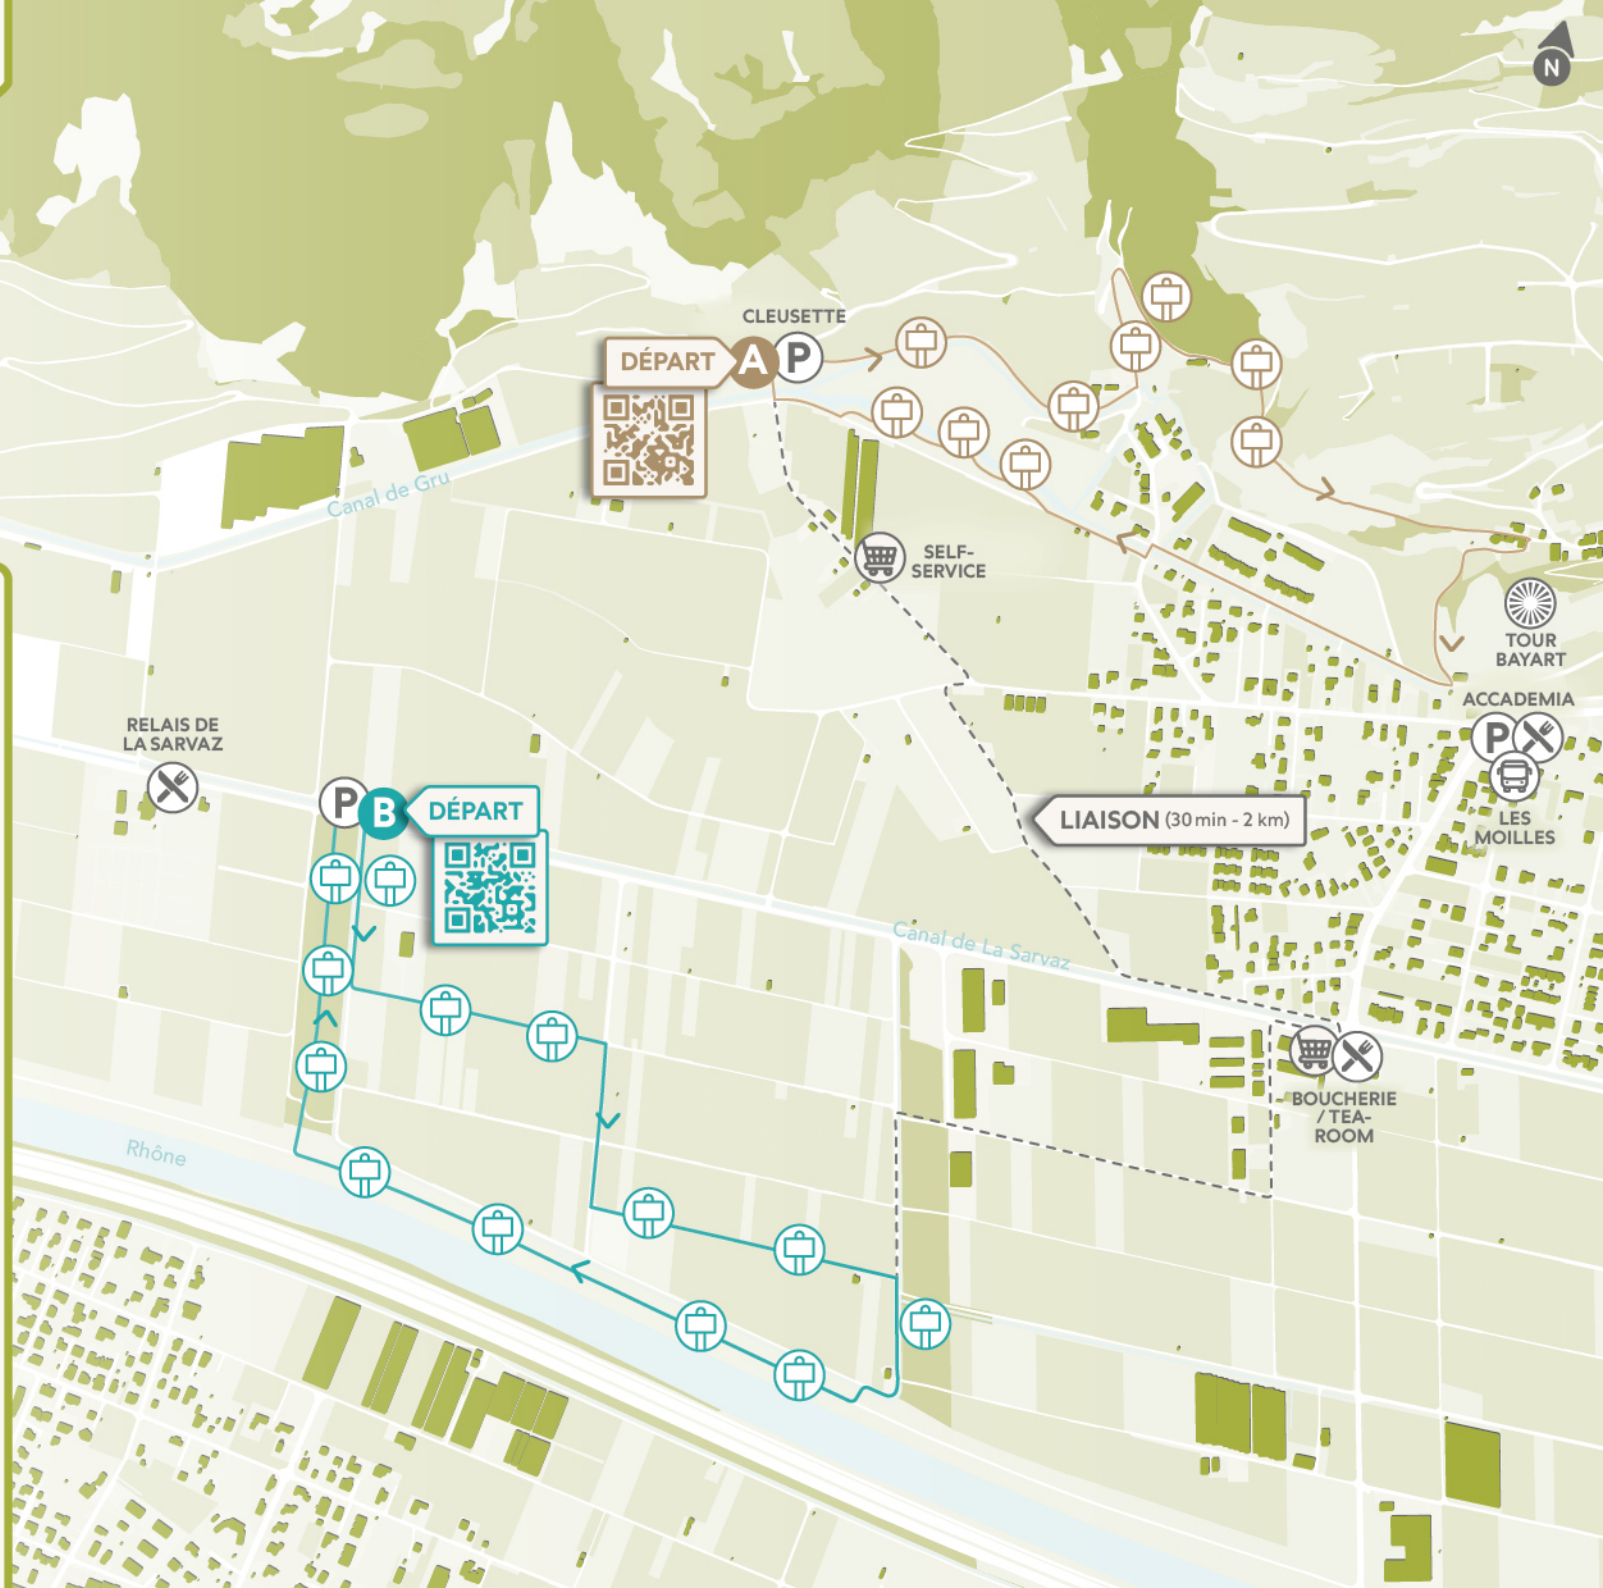 N
CLEUSETTE
DÉPART
A
P
Canal de Gru
SELF-
SERVICE
TOUR
BAYART
ACCADEMIA
P
LES
MOILLES
RELAIS DE
LA SARVAZ
P
B
DÉPART
LIAISON (30 min - 2 km)
Canal de La Sarvaz
BOUCHERIE
/ TEA-
ROOM
Rhône